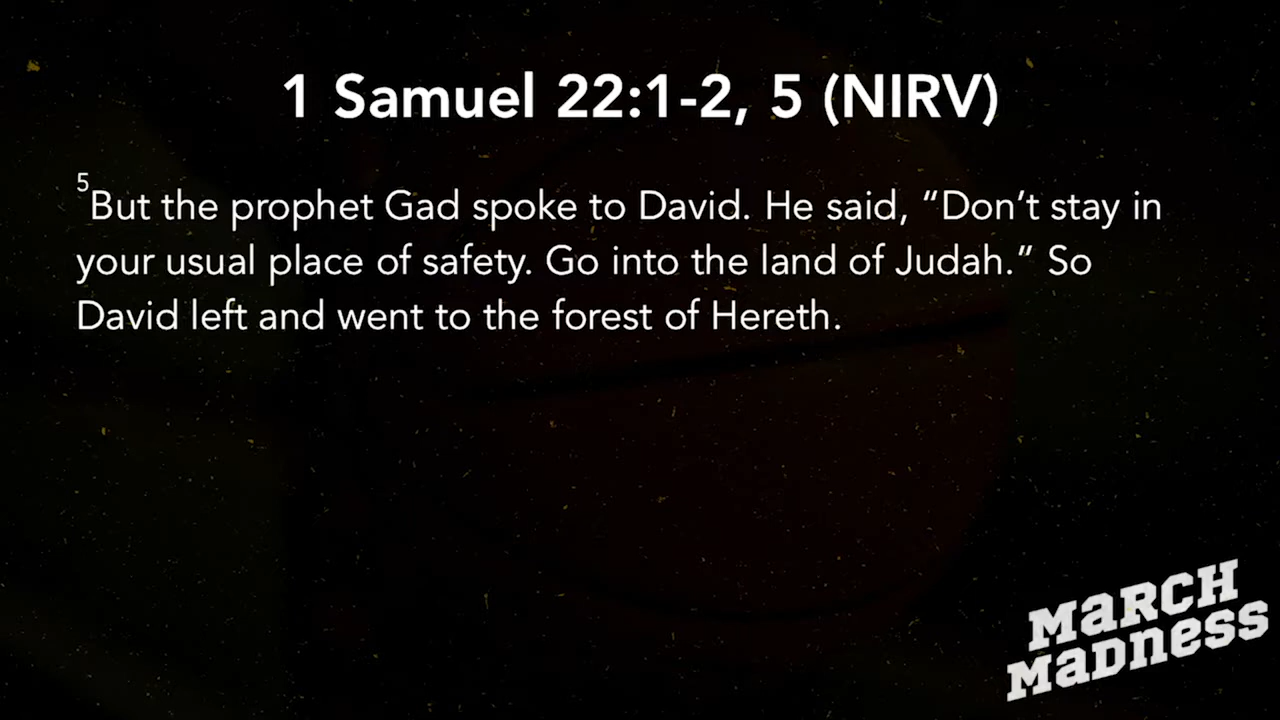 1 Samuel 22:1-2, 5 (NIRV)
5But the prophet Gad spoke to David. He said, “Don’t stay in
your usual place of safety. Go into the land of Judah.” So
David left and went to the forest of Hereth.
MaRCH
MaDness